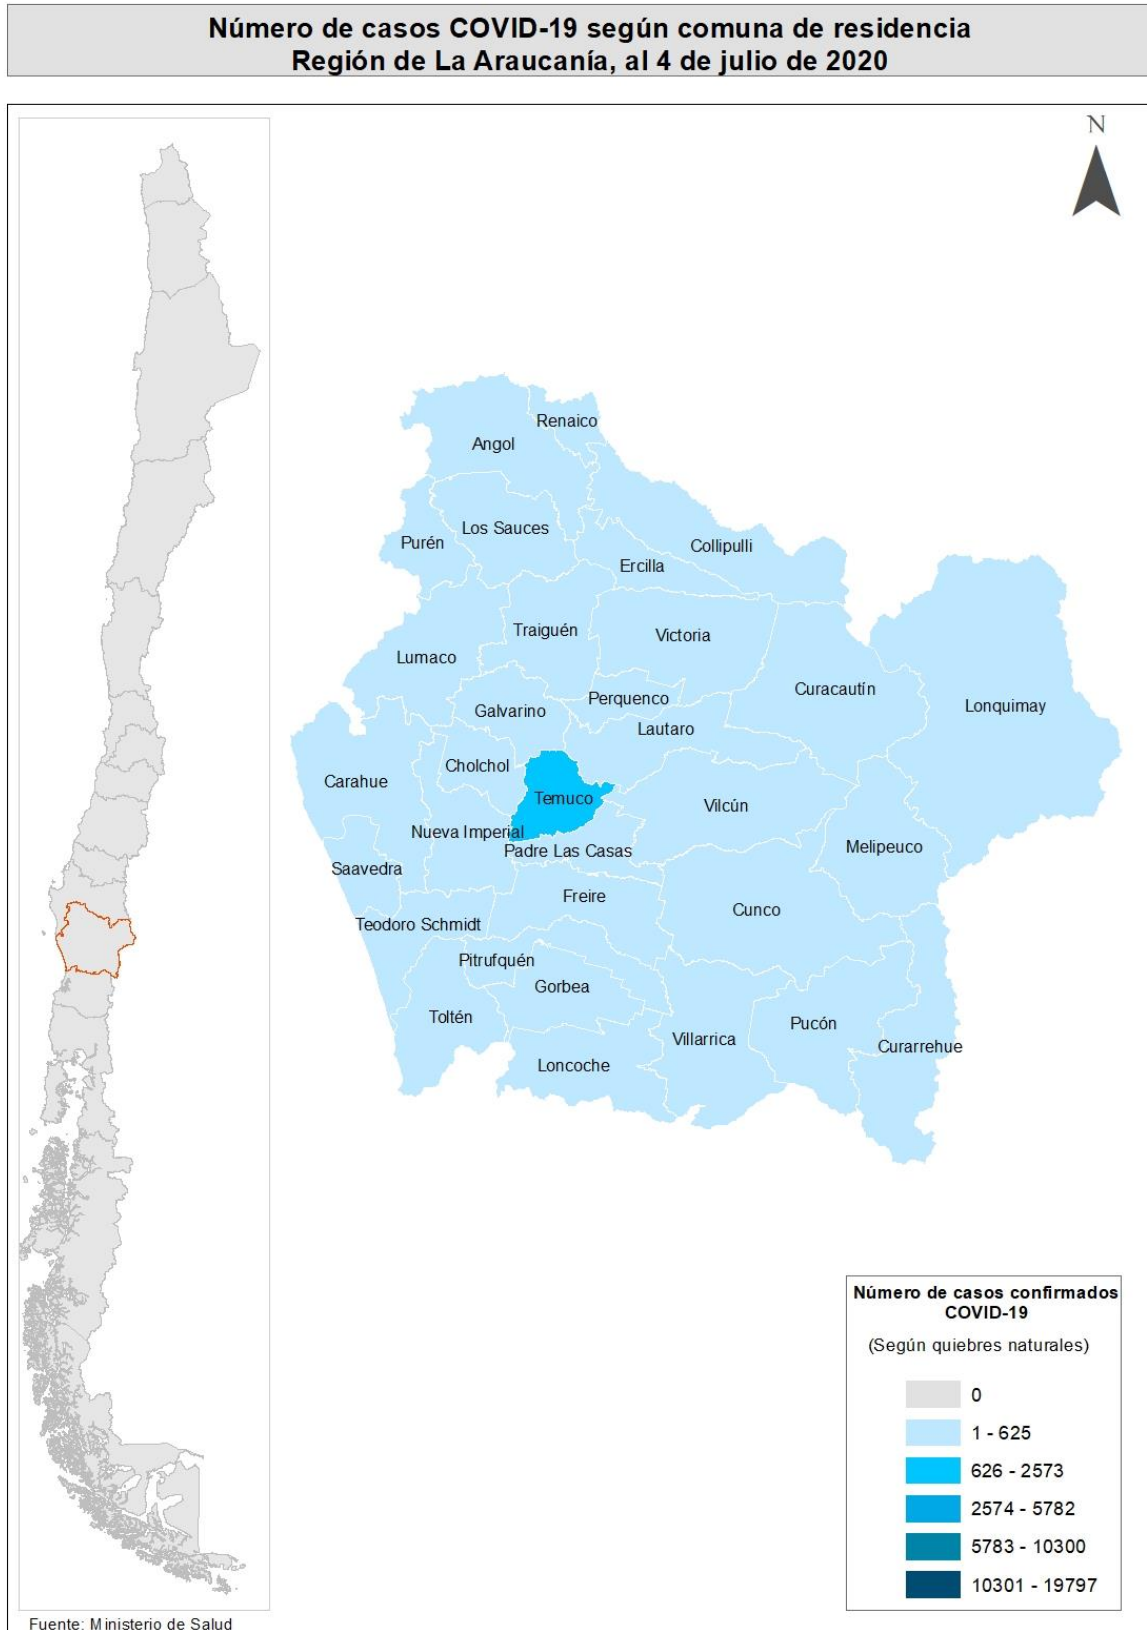 Número de casos COVID-19 según comuna de residencia
Región de La Araucanía, al 4 de julio de 2020
N
Renaico
Angol
Los Sauces
Purén
Collipulli
Ercilla
Traiguén
Victoria
Lumaco
Curacautín
Perquenco
Lonquimay
Galvarino
Lautaro
Cholchol
Carahue
Temuco
Vilcún
Nueva Imperial
Melipeuco
Padre Las Casas
Saavedra
Freire
Cunco
Teodoro Schmidt
Pitrufquén
Gorbea
Toltén
Pucón
Villarrica
Curarrehue
Loncoche
Número de casos confirmados
COVID-19
(Según quiebres naturales)
0
1 - 625
626 - 2573
2574 - 5782
5783 - 10300
10301 - 19797
Fuente: Ministerio de Salud